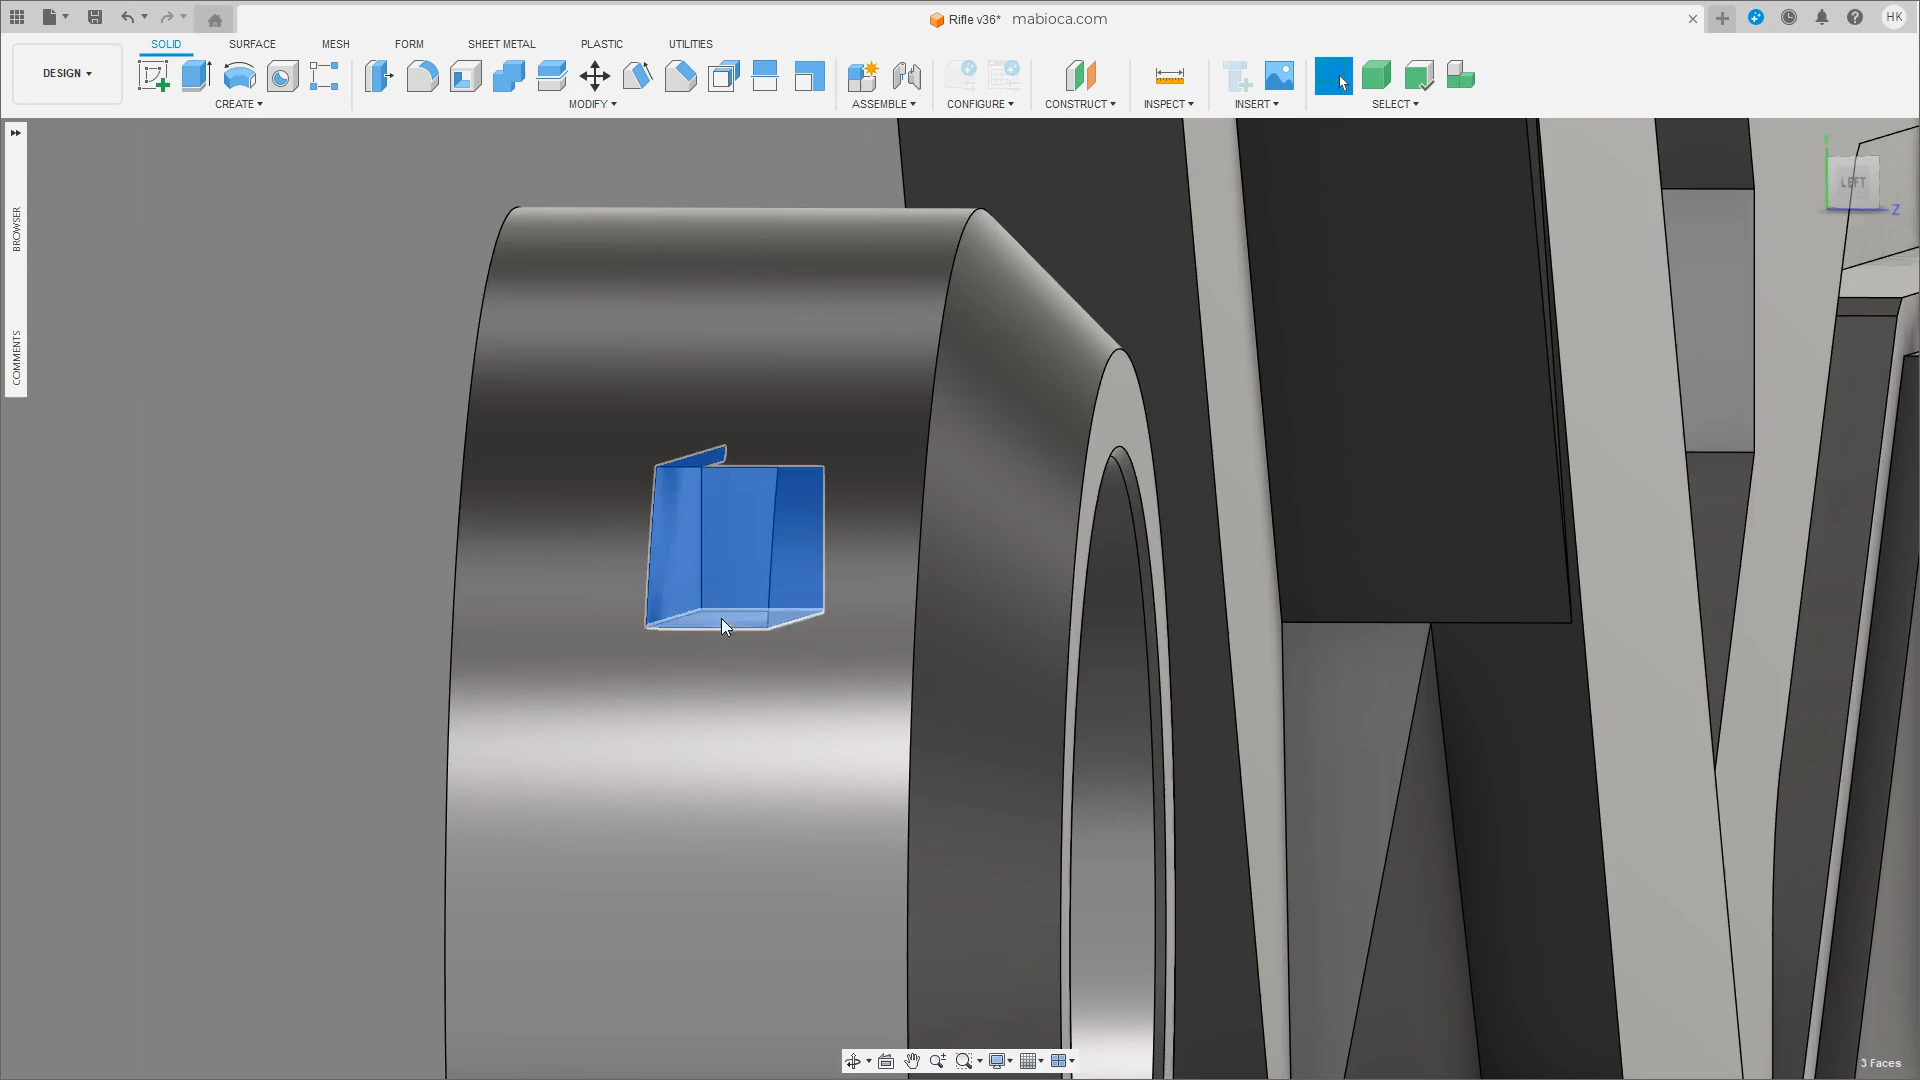 Rifle v36* mabioca.com
HK
DESIGN
SOLID SURFACE MESH FORM SHEET METAL PLASTIC UTILITIES
CREATE MODIFY ASSEMBLE CONFIGURE CONSTRUCT INSPECT INSERT SELECT
BROWSER
COMMENTS
Y
LEFT
Z
3 Faces